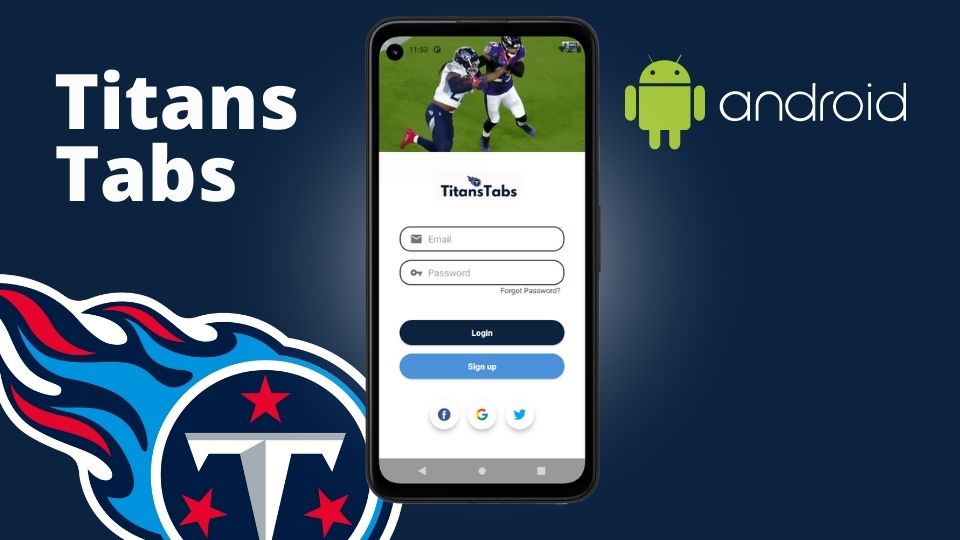 Titans
Tabs
android
11:53
TitansTabs
Email
Password
Forgot Password?
Login
Sign up